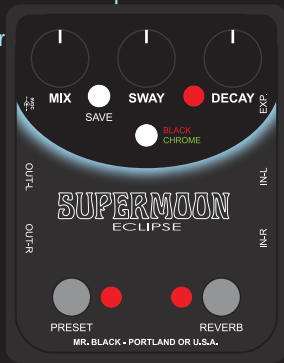 r
MIX SWAY DECAY
SAVE
9VDC
EXP.
BLACK
CHROME
OUT-L
IN-L
SUPERMOON
ECLIPSE
OUT-R
IN-R
PRESET REVERB
MR. BLACK - PORTLAND OR U.S.A.